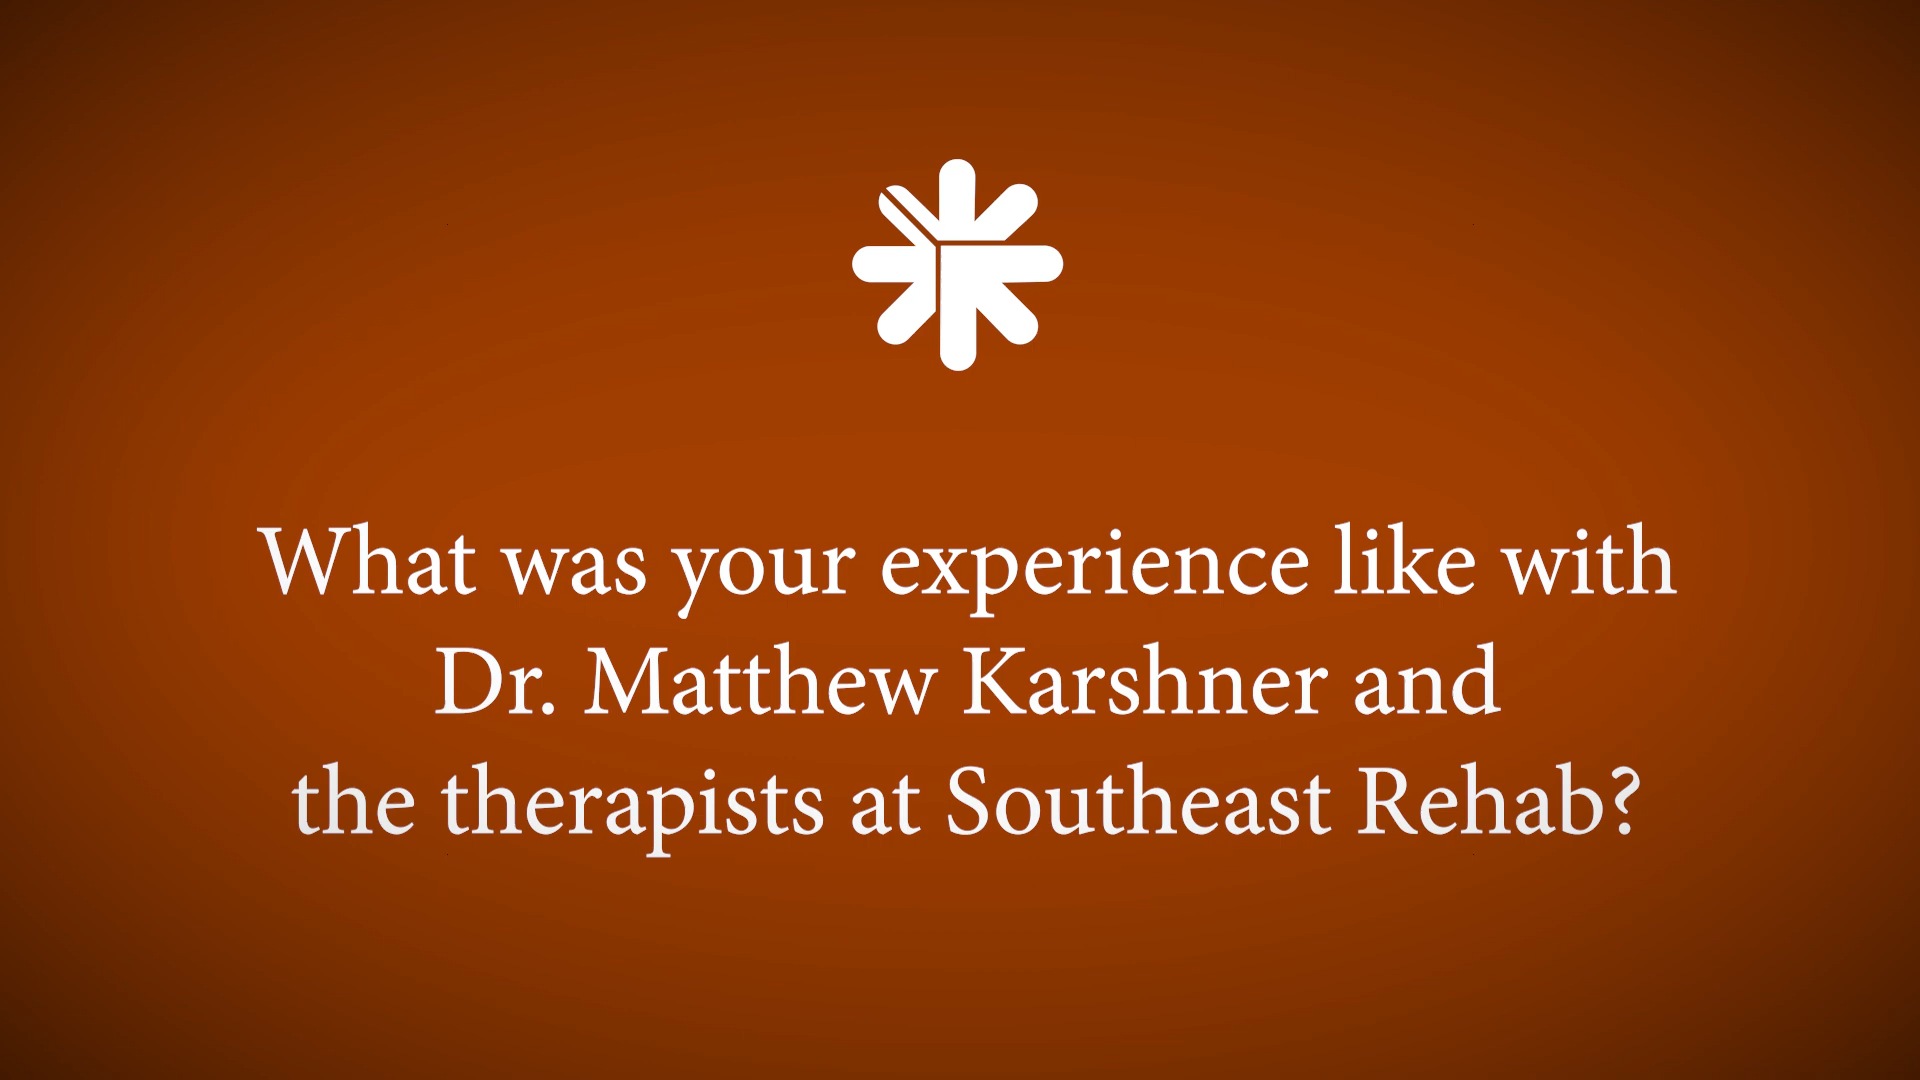 What was your experience like with
Dr. Matthew Karshner and
the therapists at Southeast Rehab?